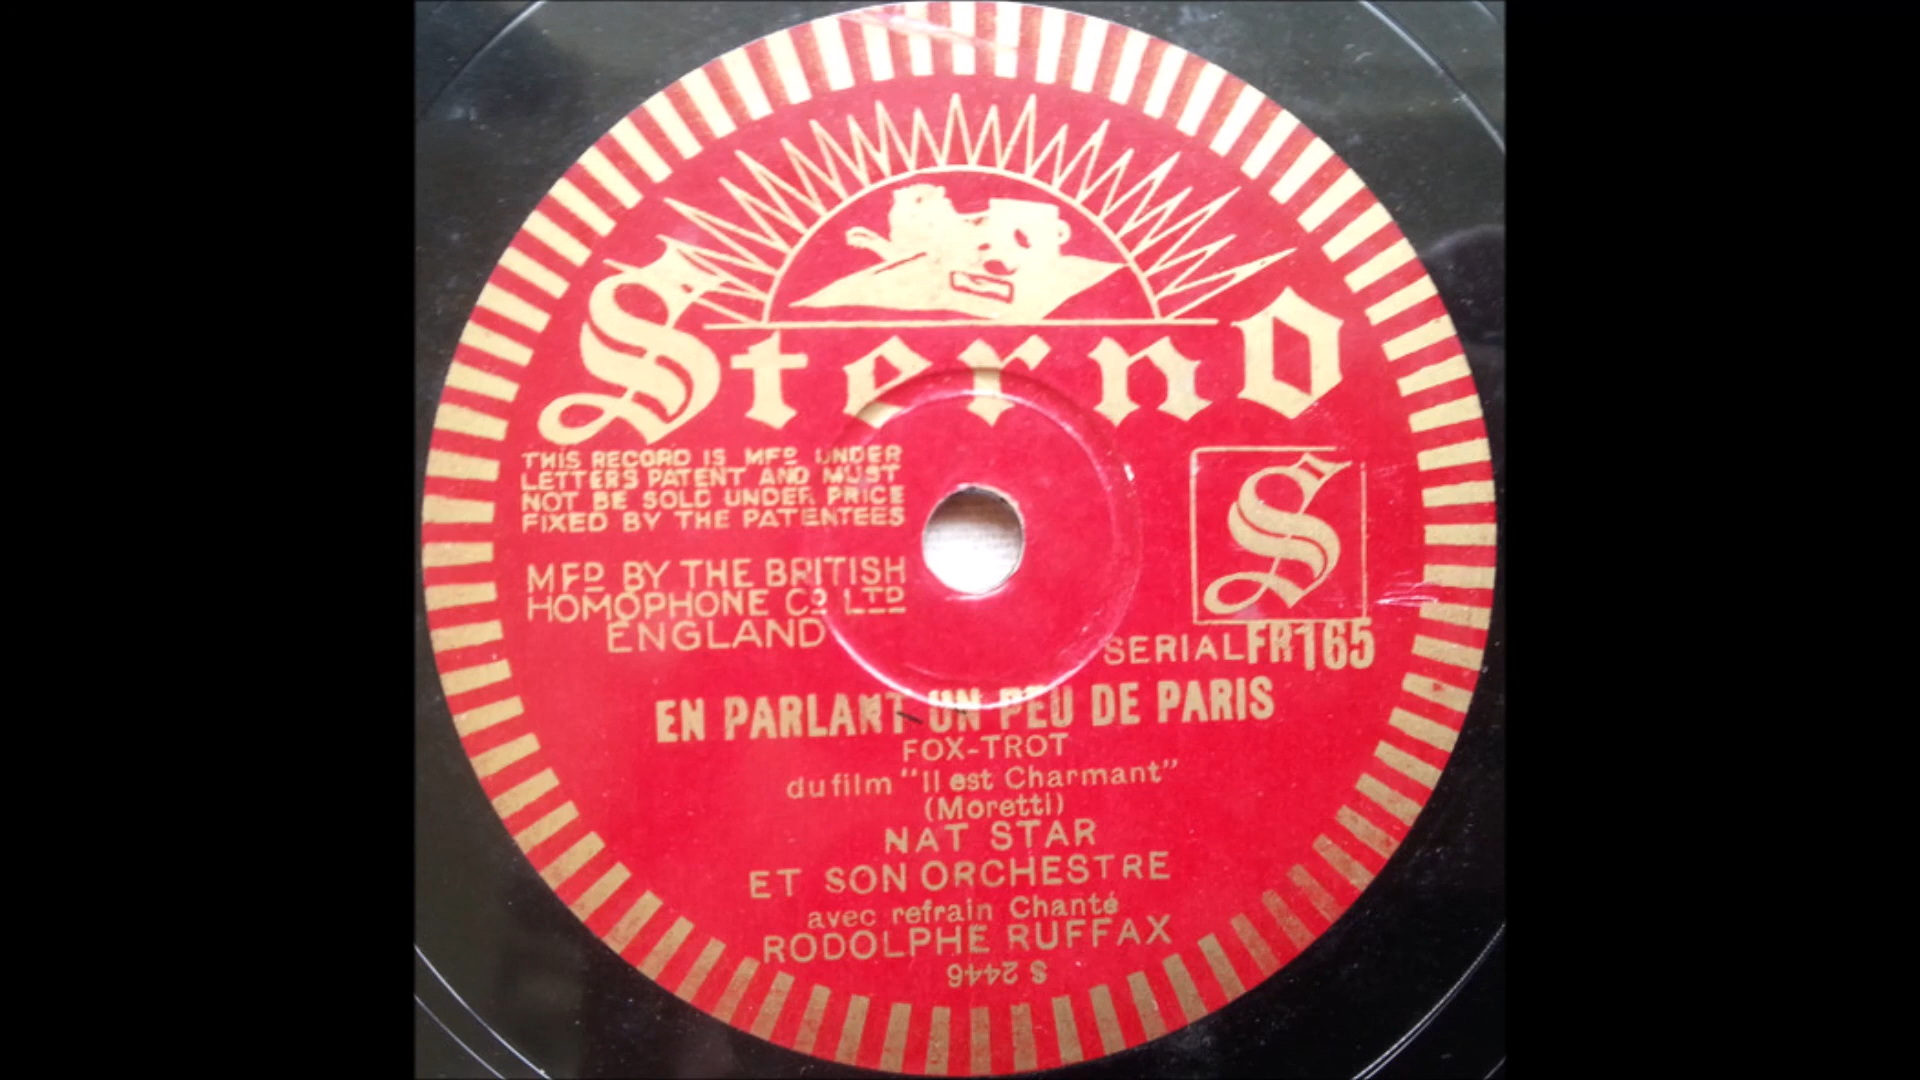 Sterno
THIS RECORD IS MFD UNDER
LETTERS PATENT AND MUST
NOT BE SOLD UNDER PRICE
FIXED BY THE PATENTEES
MFD BY THE BRITISH
HOMOPHONE CO LTD
ENGLAND
S
SERIAL FR165
EN PARLANT UN PEU DE PARIS
FOX-TROT
du film "Il est Charmant"
(Moretti)
NAT STAR
ET SON ORCHESTRE
avec refrain Chanté
RODOLPHE RUFFAX
S 2446